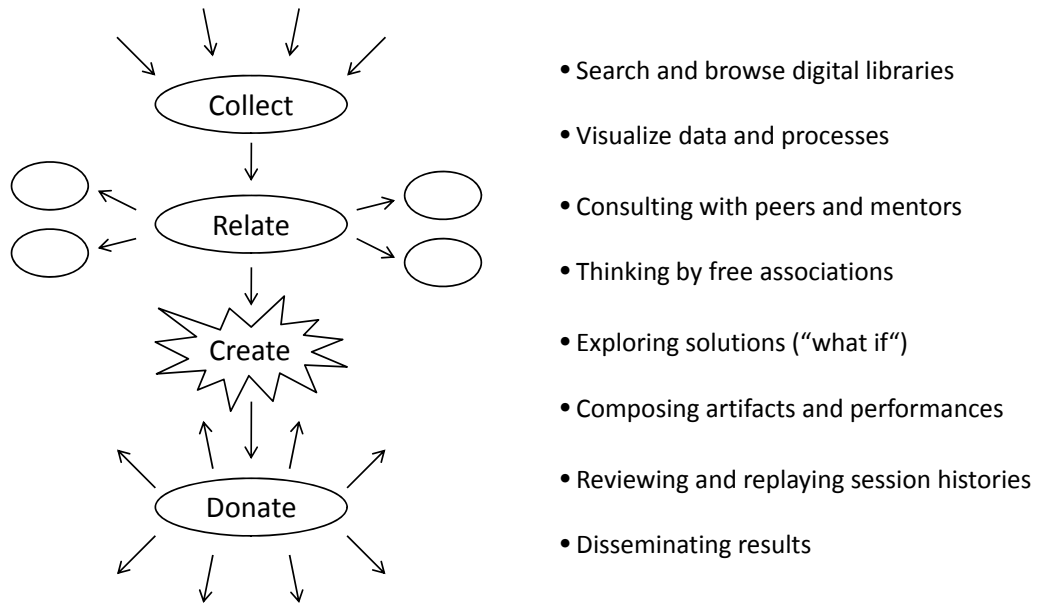 Collect
Relate
Create
Donate
• Search and browse digital libraries
• Visualize data and processes
• Consulting with peers and mentors
• Thinking by free associations
• Exploring solutions (“what if“)
• Composing artifacts and performances
• Reviewing and replaying session histories
• Disseminating results